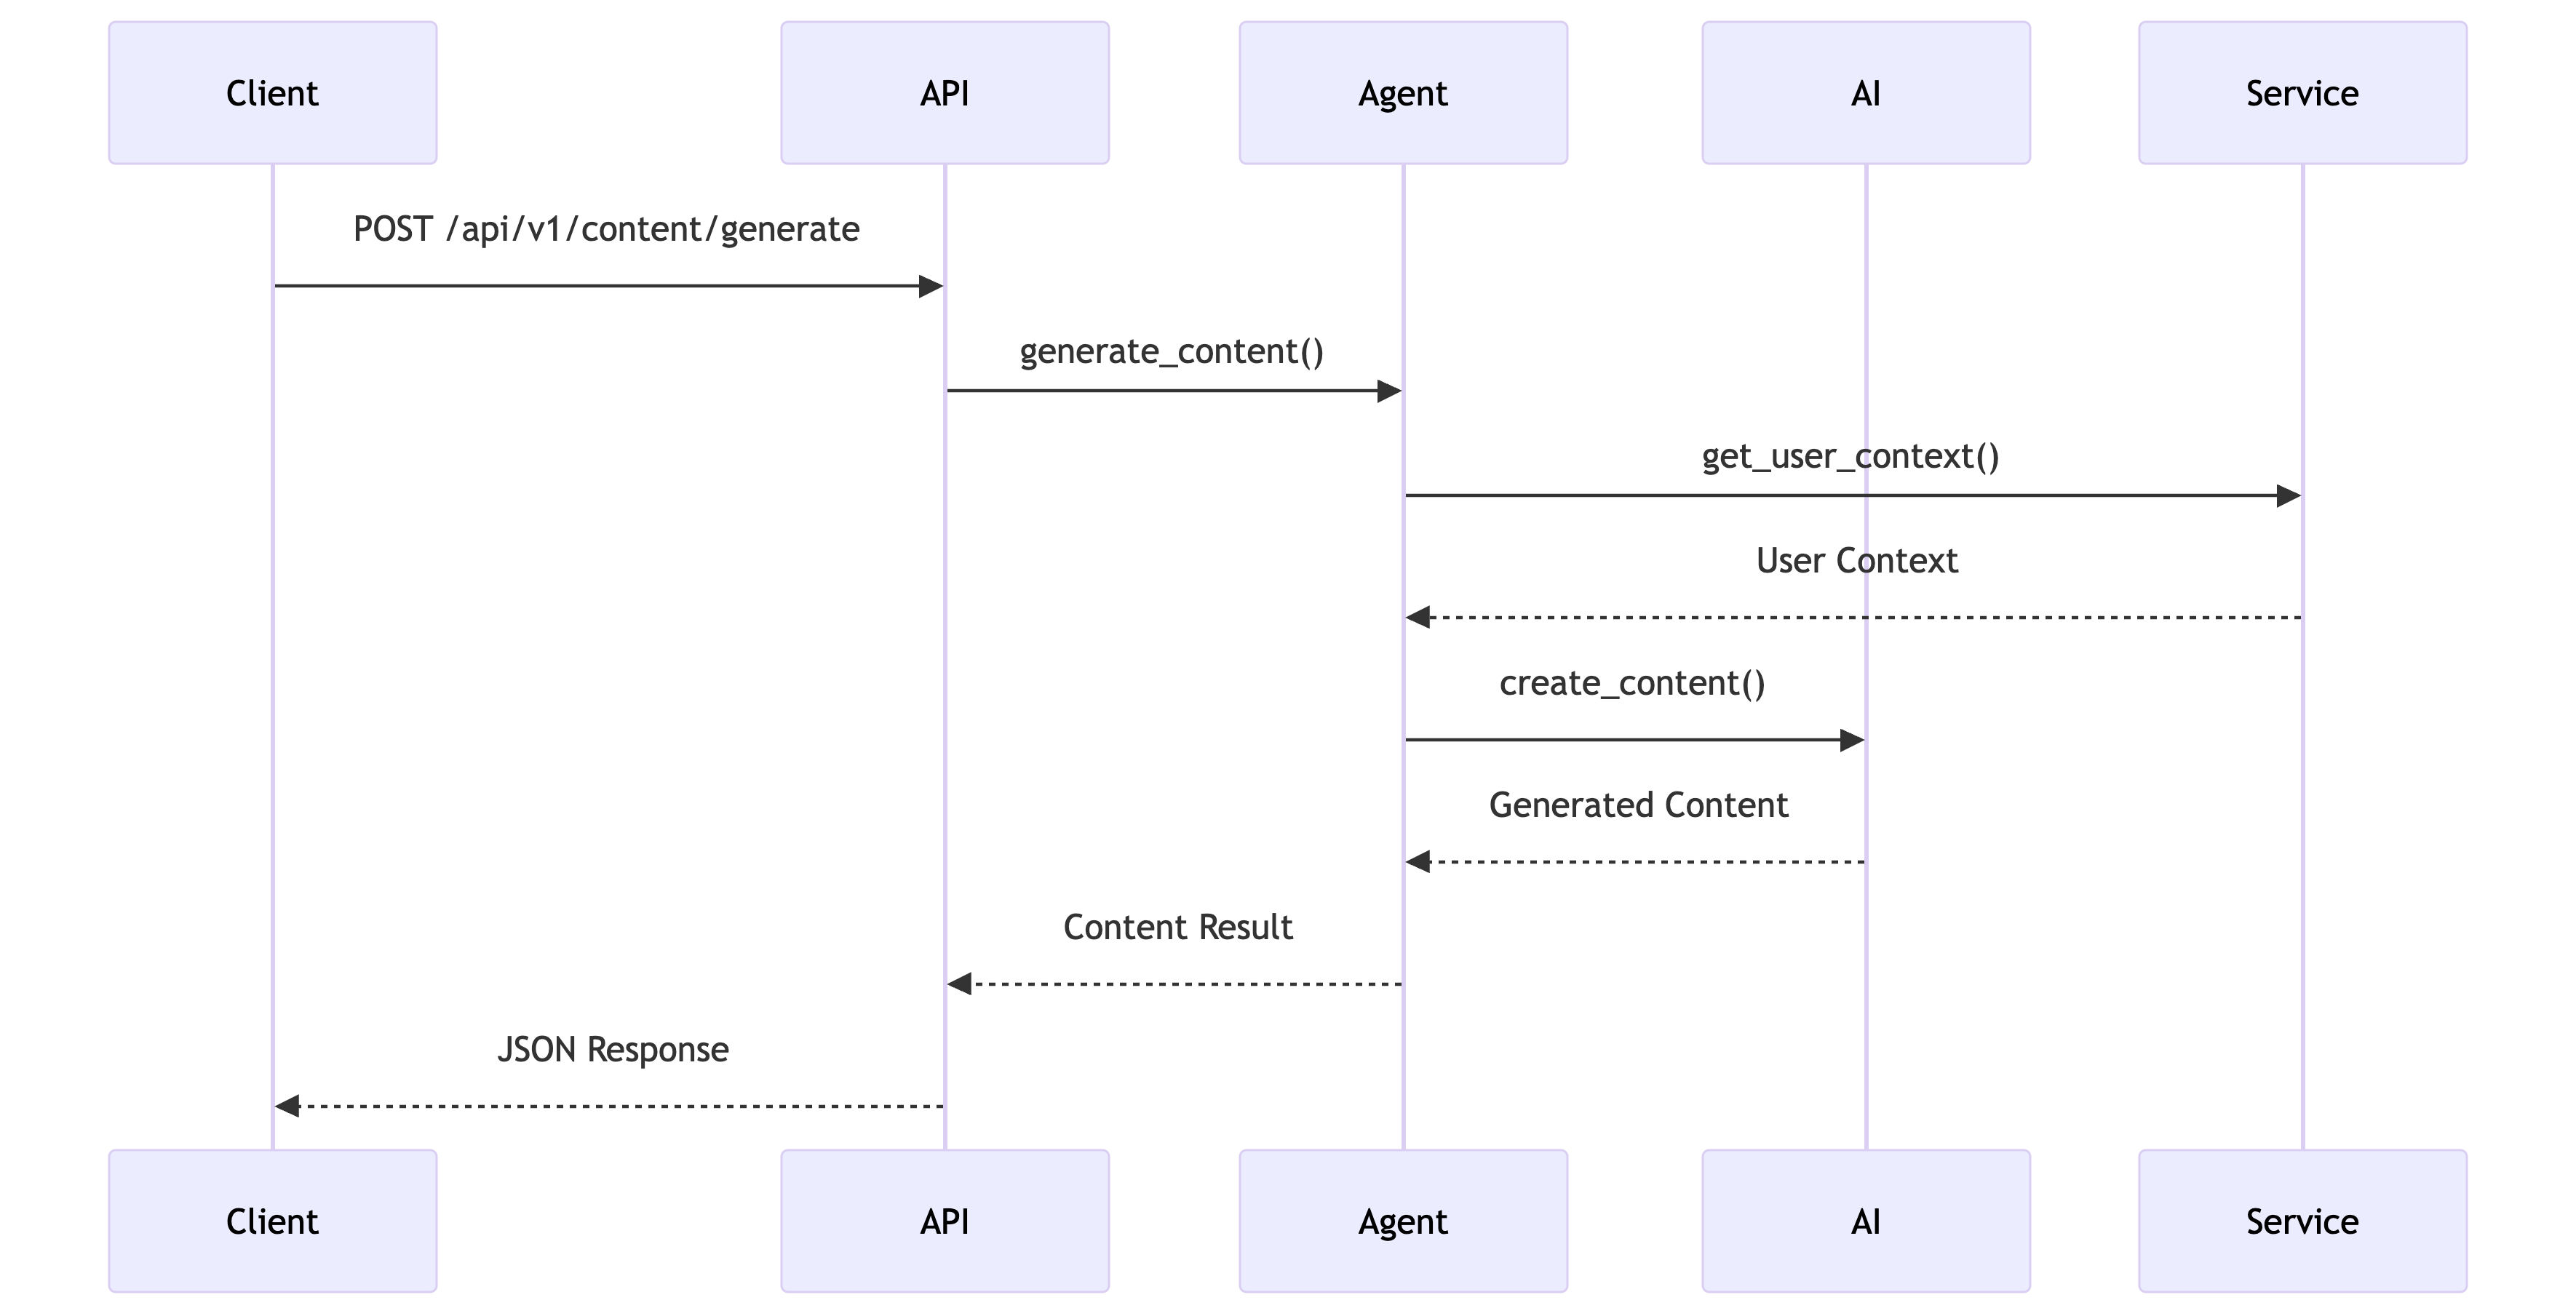 Client
API
Agent
AI
Service
POST /api/v1/content/generate
generate_content()
get_user_context()
User Context
create_content()
Generated Content
Content Result
JSON Response
Client
API
Agent
AI
Service